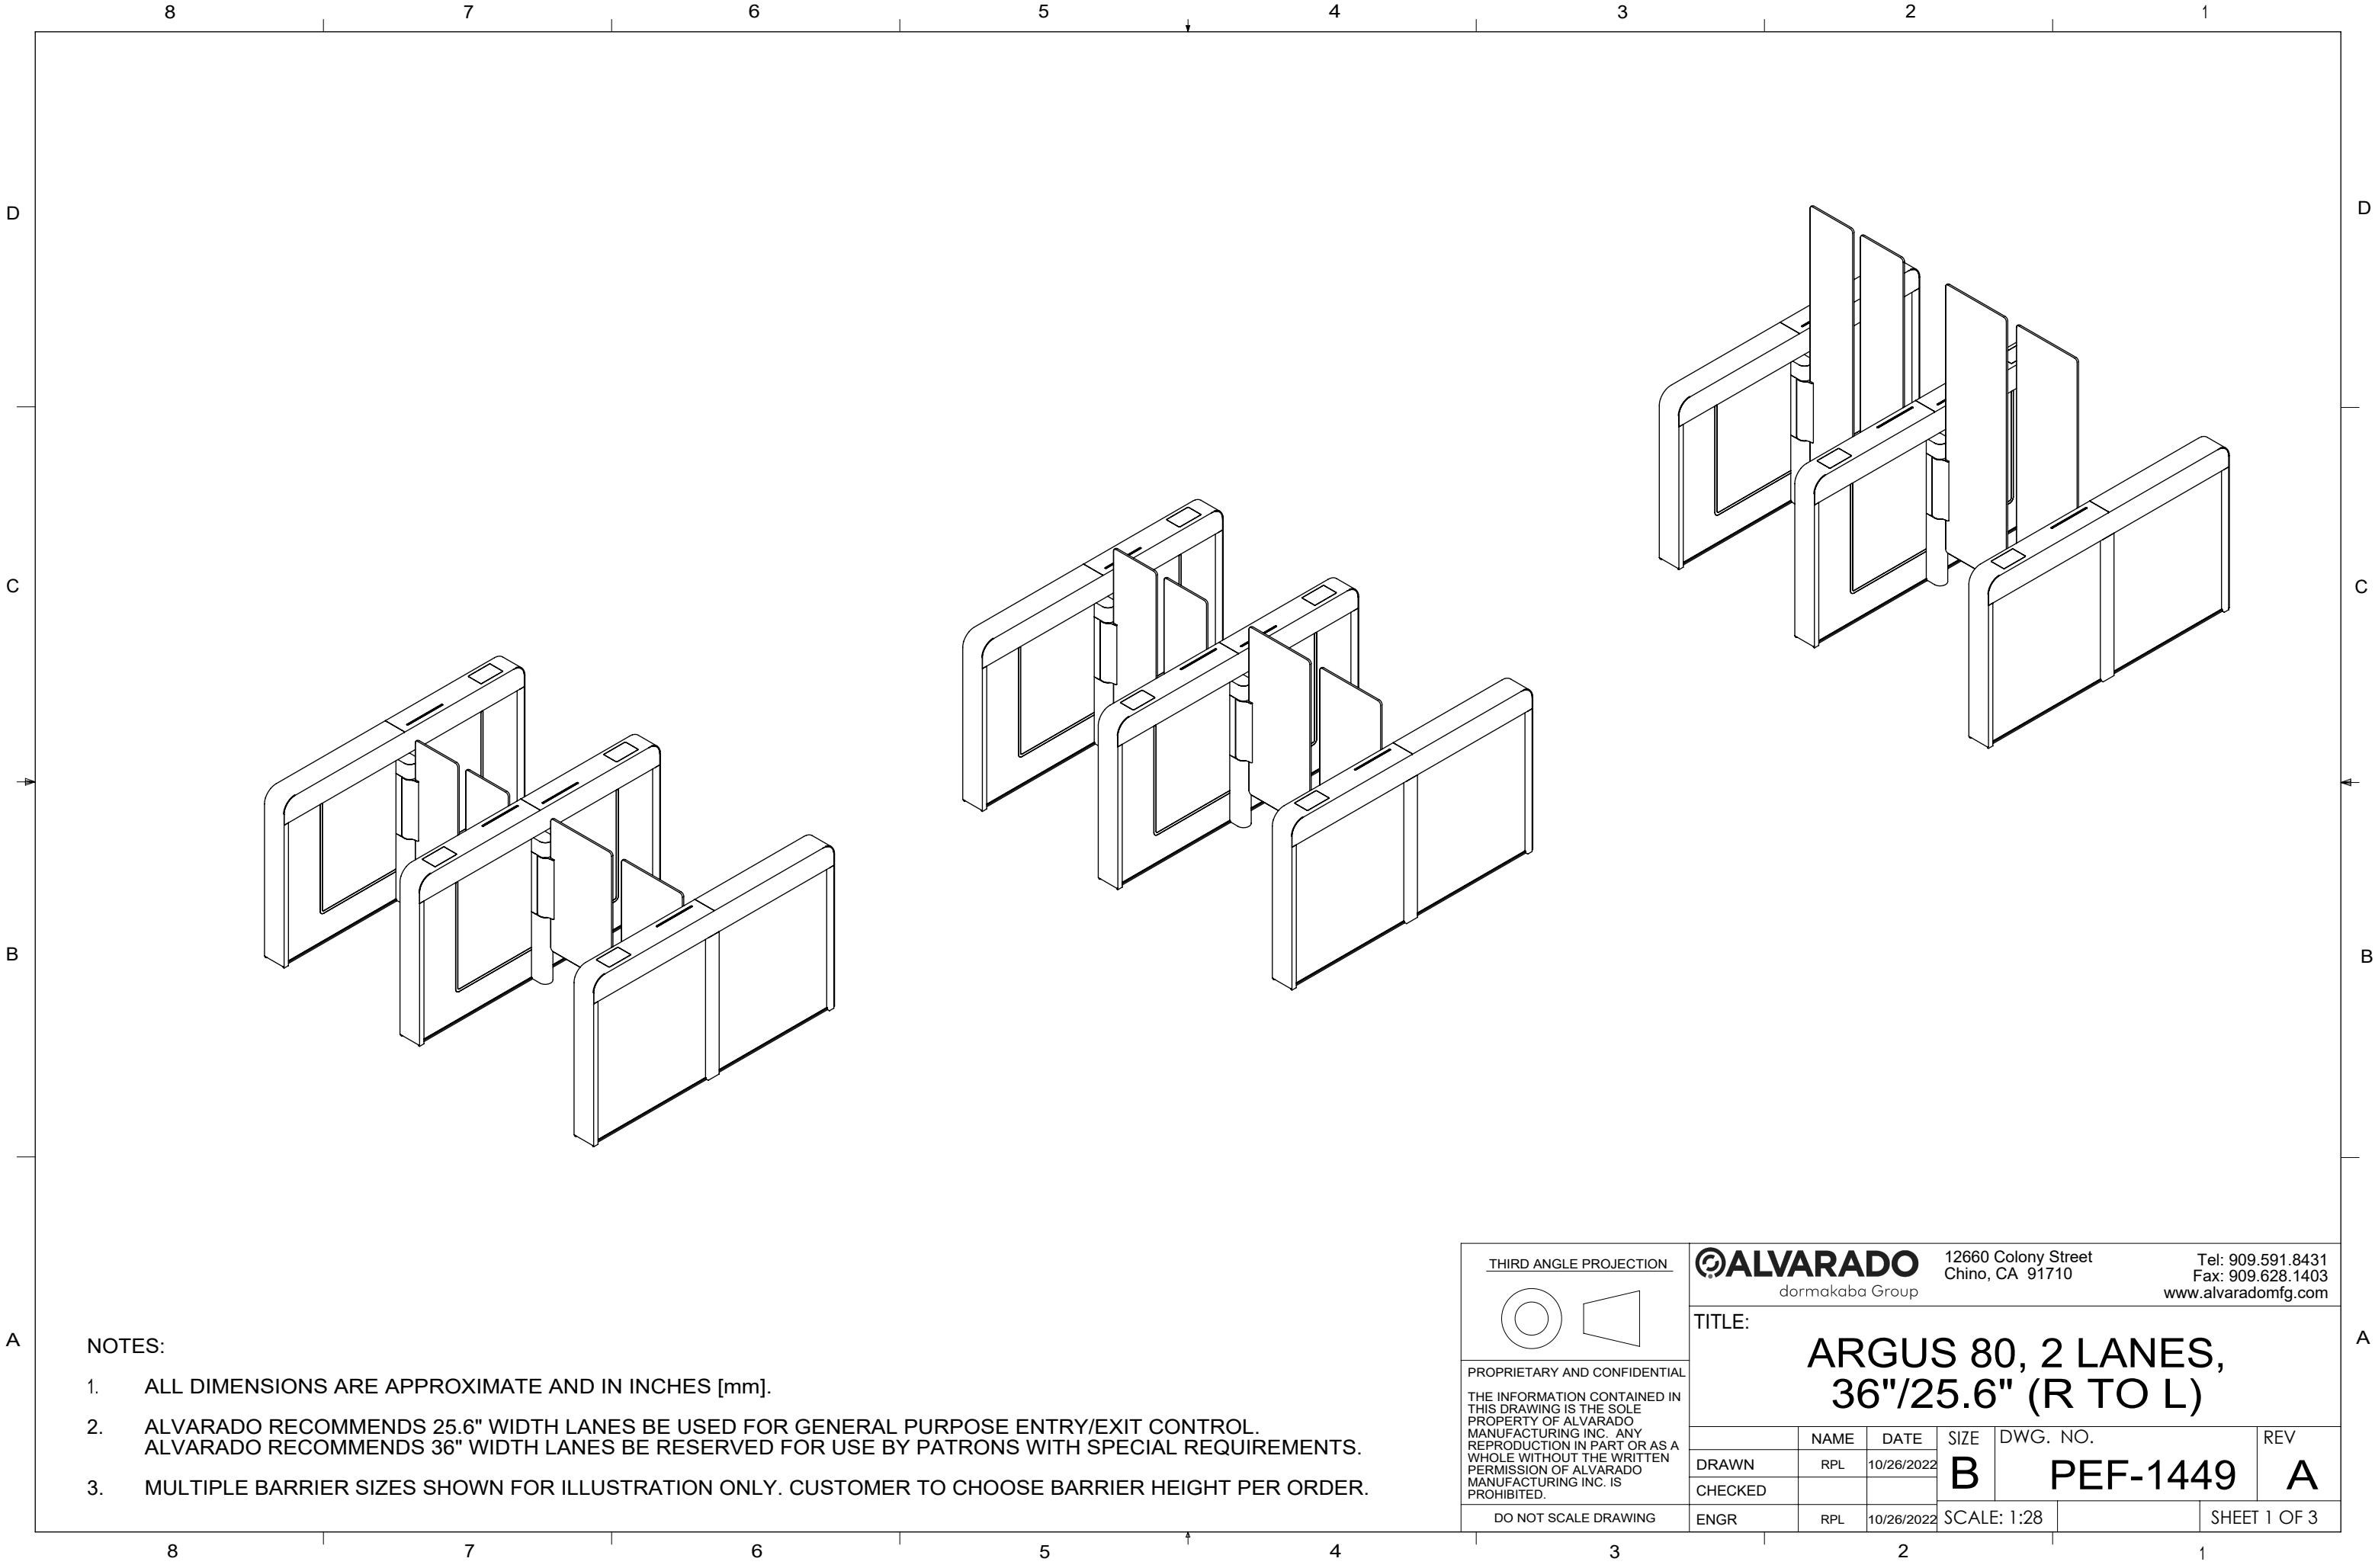 8 7 6 5 4 3 2 1
D D
C C
B B
A A
NOTES:
1. ALL DIMENSIONS ARE APPROXIMATE AND IN INCHES [mm].
2. ALVARADO RECOMMENDS 25.6" WIDTH LANES BE USED FOR GENERAL PURPOSE ENTRY/EXIT CONTROL.
ALVARADO RECOMMENDS 36" WIDTH LANES BE RESERVED FOR USE BY PATRONS WITH SPECIAL REQUIREMENTS.
3. MULTIPLE BARRIER SIZES SHOWN FOR ILLUSTRATION ONLY. CUSTOMER TO CHOOSE BARRIER HEIGHT PER ORDER.
THIRD ANGLE PROJECTION
PROPRIETARY AND CONFIDENTIAL
THE INFORMATION CONTAINED IN
THIS DRAWING IS THE SOLE
PROPERTY OF ALVARADO
MANUFACTURING INC. ANY
REPRODUCTION IN PART OR AS A
WHOLE WITHOUT THE WRITTEN
PERMISSION OF ALVARADO
MANUFACTURING INC. IS
PROHIBITED.
DO NOT SCALE DRAWING
ALVARADO
dormakaba Group
12660 Colony Street
Chino, CA 91710
Tel: 909.591.8431
Fax: 909.628.1403
www.alvaradomfg.com
TITLE:
ARGUS 80, 2 LANES,
36"/25.6" (R TO L)
NAME DATE
DRAWN RPL 10/26/2022
CHECKED
ENGR RPL 10/26/2022
SIZE
B
DWG. NO.
PEF-1449
REV
A
SCALE: 1:28
SHEET 1 OF 3
8 7 6 5 4 3 2 1